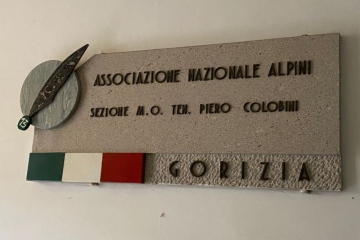 ASSOCIAZIONE NAZIONALE ALPINI
SEZIONE M.O. TEN. PIERO COLOBINI
GORIZIA